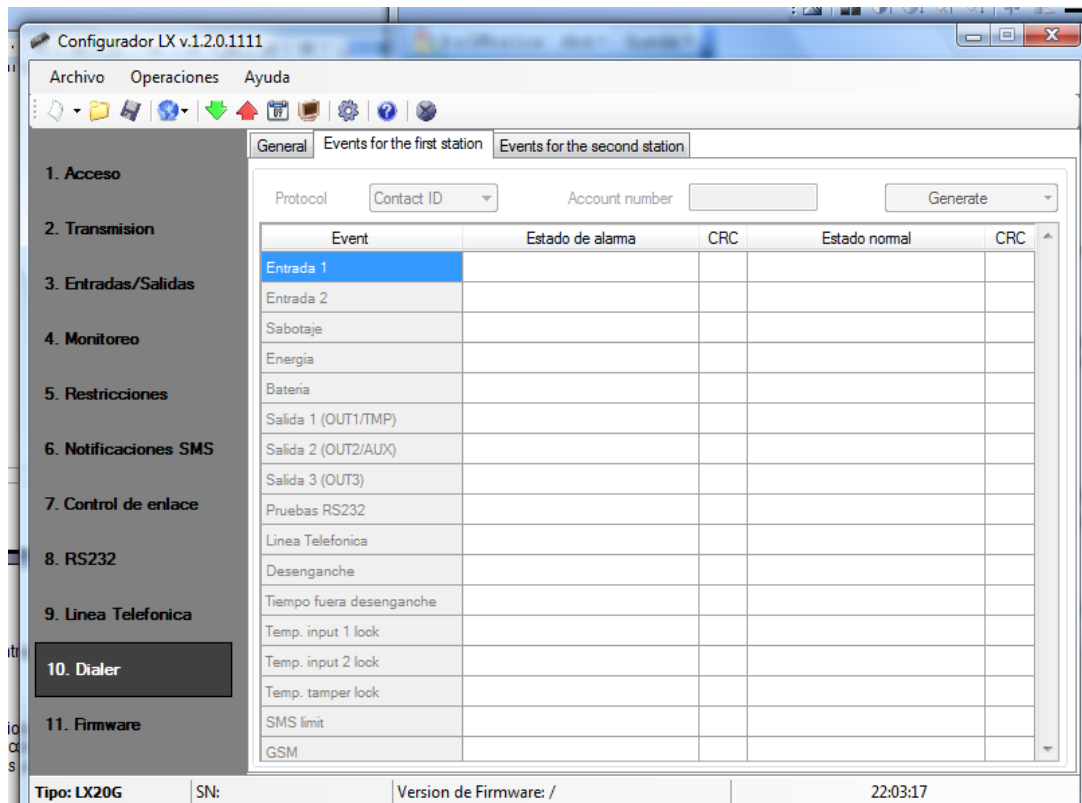 Configurador LX v.1.2.0.1111
Archivo Operaciones Ayuda
General Events for the first station Events for the second station
1. Acceso
2. Transmision
3. Entradas/Salidas
4. Monitoreo
5. Restricciones
6. Notificaciones SMS
7. Control de enlace
8. RS232
9. Linea Telefonica
10. Dialer
11. Firmware
Protocol Contact ID Account number Generate
Event Estado de alarma CRC Estado normal CRC
Entrada 1
Entrada 2
Sabotaje
Energia
Bateria
Salida 1 (OUT1/TMP)
Salida 2 (OUT2/AUX)
Salida 3 (OUT3)
Pruebas RS232
Linea Telefonica
Desenganche
Tiempo fuera desenganche
Temp. input 1 lock
Temp. input 2 lock
Temp. tamper lock
SMS limit
GSM
Tipo: LX20G SN: Version de Firmware: / 22:03:17